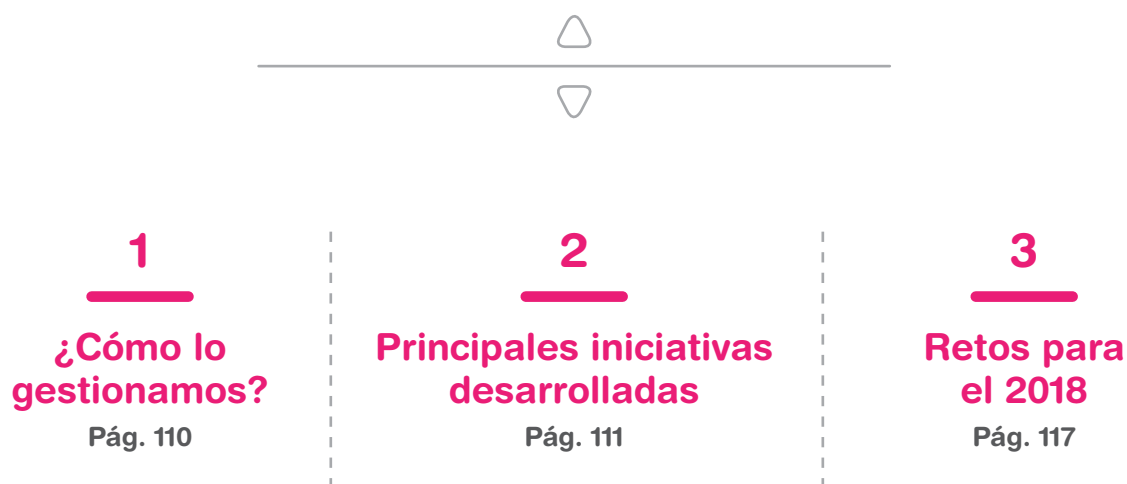 1
¿Cómo lo
gestionamos?
Pág. 110
2
Principales iniciativas
desarrolladas
Pág. 111
3
Retos para
el 2018
Pág. 117